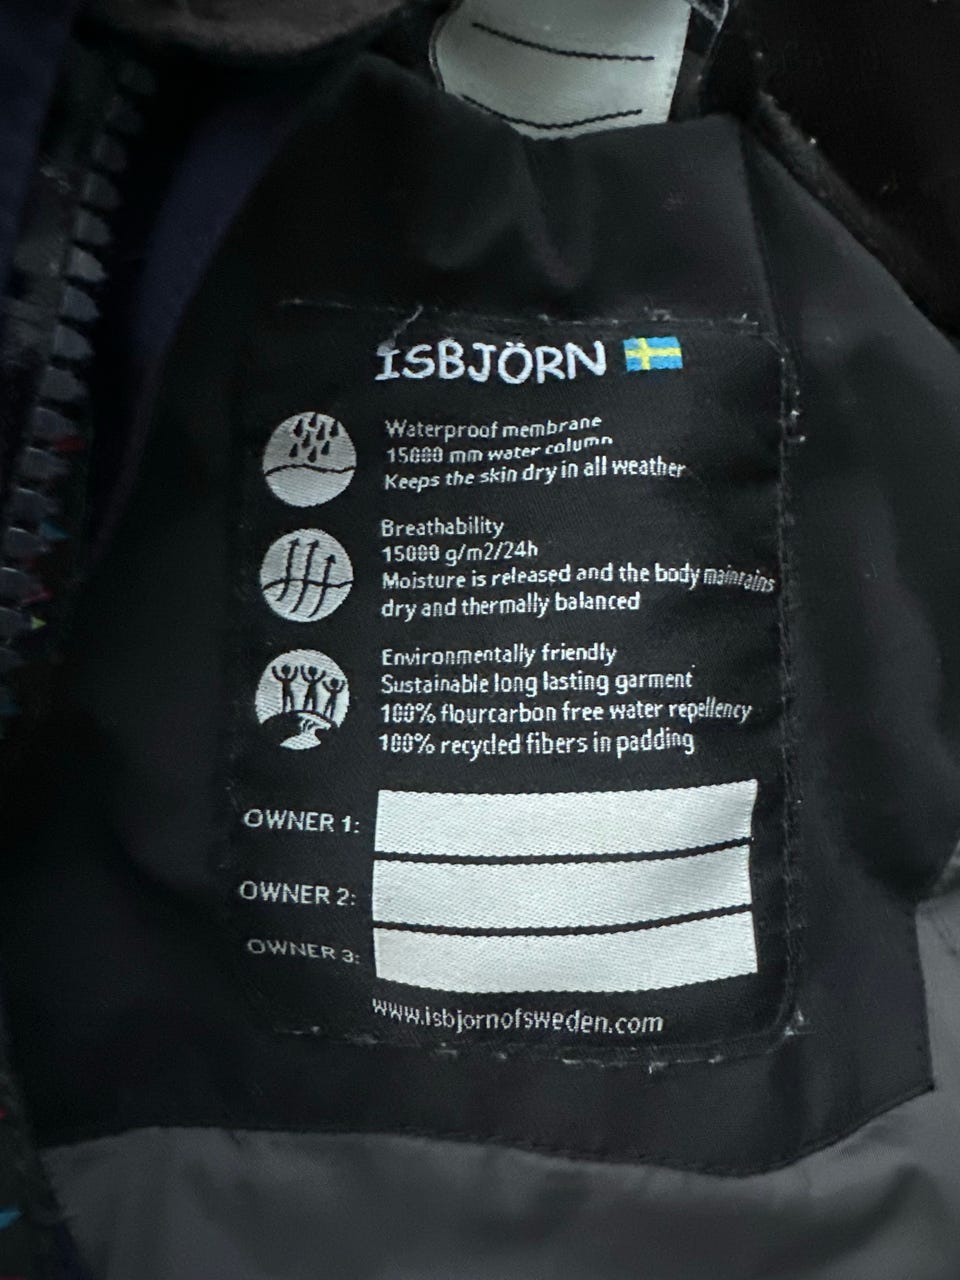 ISBJÖRN
Waterproof membrane
15000 mm water column
Keeps the skin dry in all weather
Breathability
15000 g/m2/24h
Moisture is released and the body maintains
dry and thermally balanced
Environmentally friendly
Sustainable long lasting garment
100% flourcarbon free water repellency
100% recycled fibers in padding
OWNER 1:
OWNER 2:
OWNER 3:
www.isbjornofsweden.com